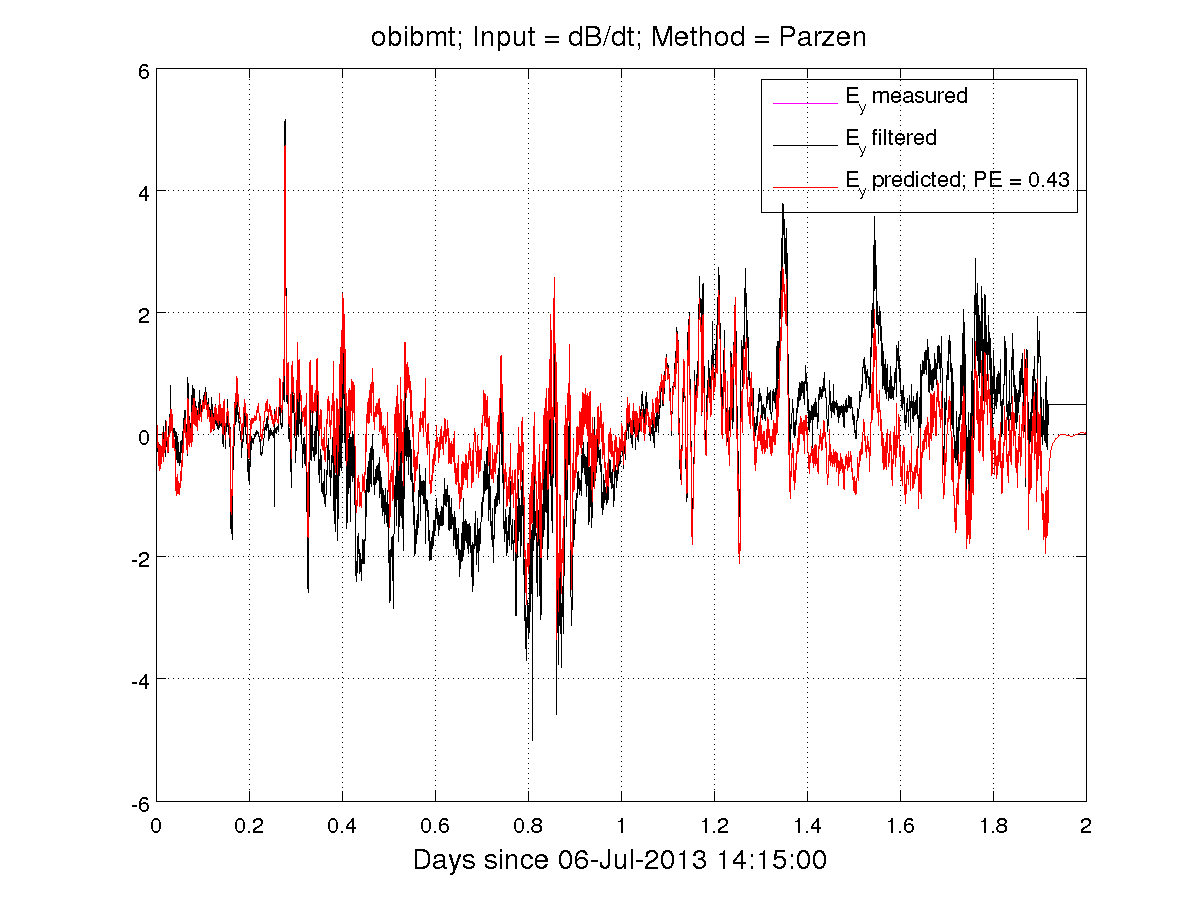 obibmt; Input = dB/dt; Method = Parzen
E_y measured
E_y filtered
E_y predicted; PE = 0.43
6
4
2
0
-2
-4
-6
0 0.2 0.4 0.6 0.8 1 1.2 1.4 1.6 1.8 2
Days since 06-Jul-2013 14:15:00